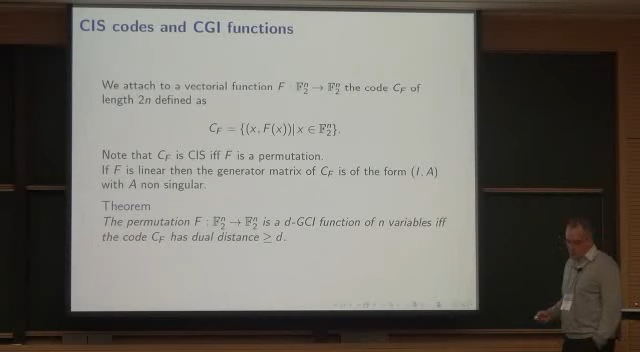 CIS codes and CGI functions
We attach to a vectorial function F : 𝔽₂ⁿ → 𝔽₂ⁿ the code C_F of
length 2n defined as
C_F = {(x, F(x))|x ∈ 𝔽₂ⁿ}.
Note that C_F is CIS iff F is a permutation.
If F is linear then the generator matrix of C_F is of the form (I, A)
with A non singular.
Theorem
The permutation F : 𝔽₂ⁿ → 𝔽₂ⁿ is a d-GCI function of n variables iff
the code C_F has dual distance ≥ d.